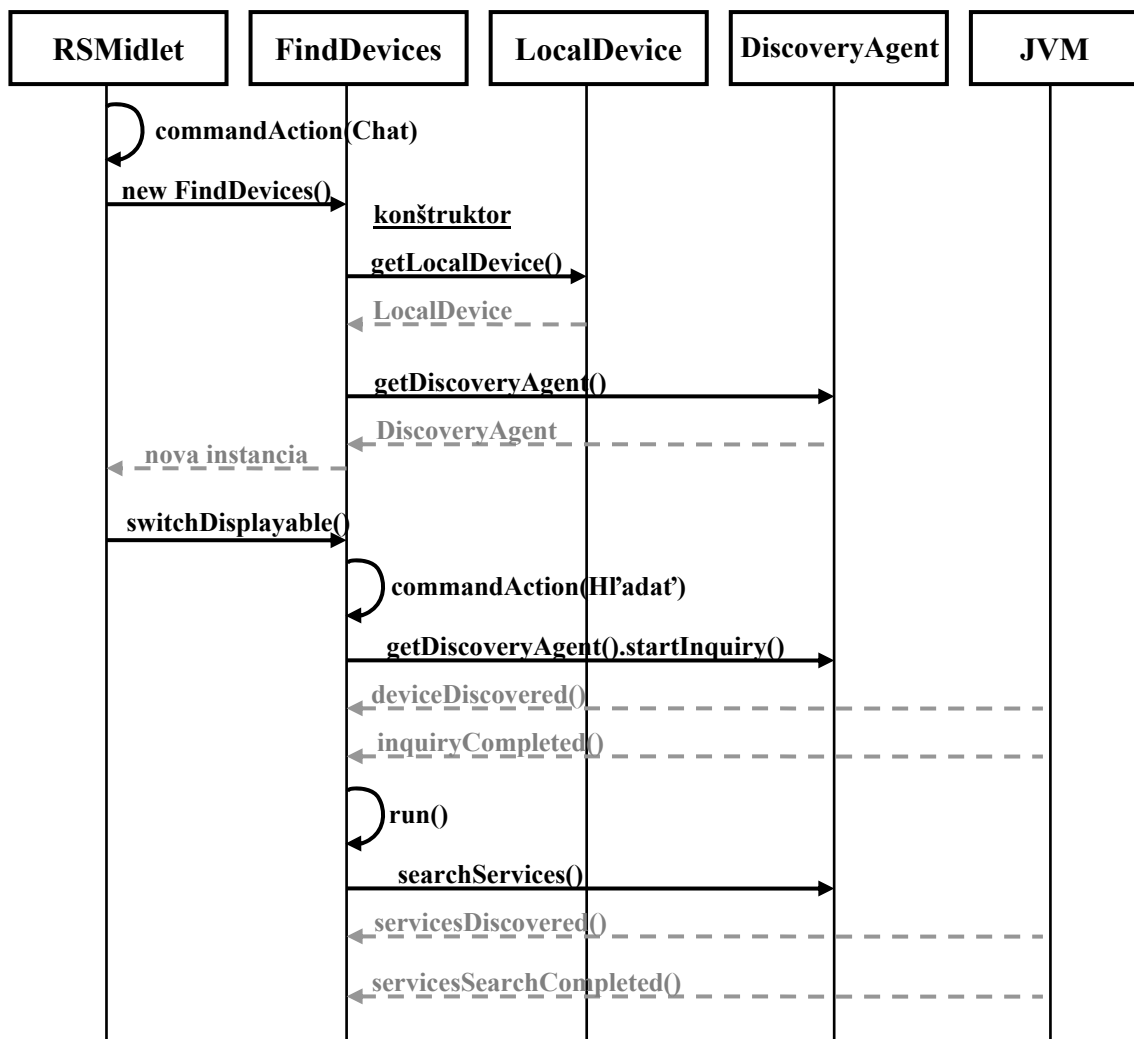 RSMidlet
FindDevices
LocalDevice
DiscoveryAgent
JVM
commandAction(Chat)
new FindDevices()
konštruktor
getLocalDevice()
LocalDevice
getDiscoveryAgent()
DiscoveryAgent
nova instancia
switchDisplayable()
commandAction(Hľadať)
getDiscoveryAgent().startInquiry()
deviceDiscovered()
inquiryCompleted()
run()
searchServices()
servicesDiscovered()
servicesSearchCompleted()